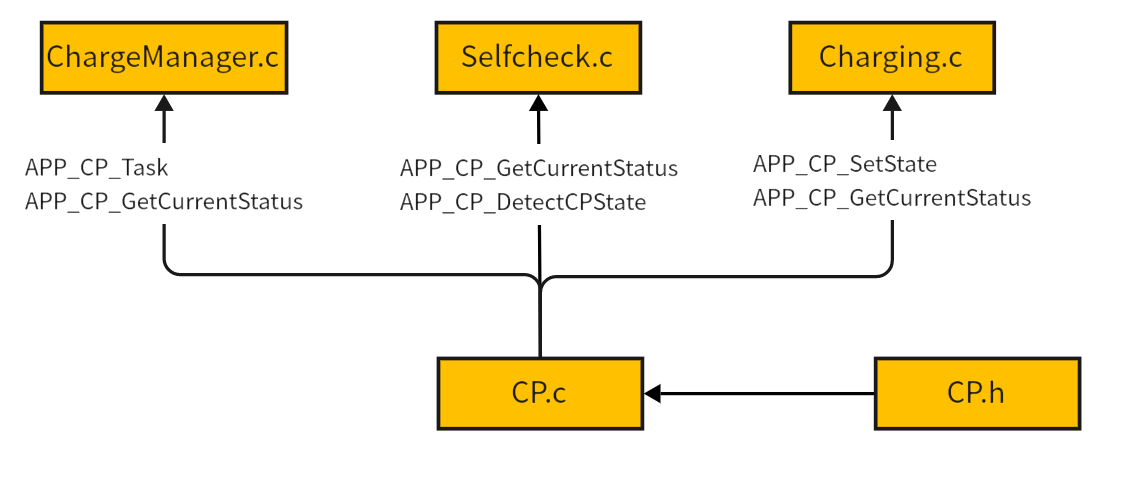 ChargeManager.c
Selfcheck.c
Charging.c
APP_CP_Task
APP_CP_GetCurrentStatus
APP_CP_GetCurrentStatus
APP_CP_DetectCPState
APP_CP_SetState
APP_CP_GetCurrentStatus
CP.c
CP.h